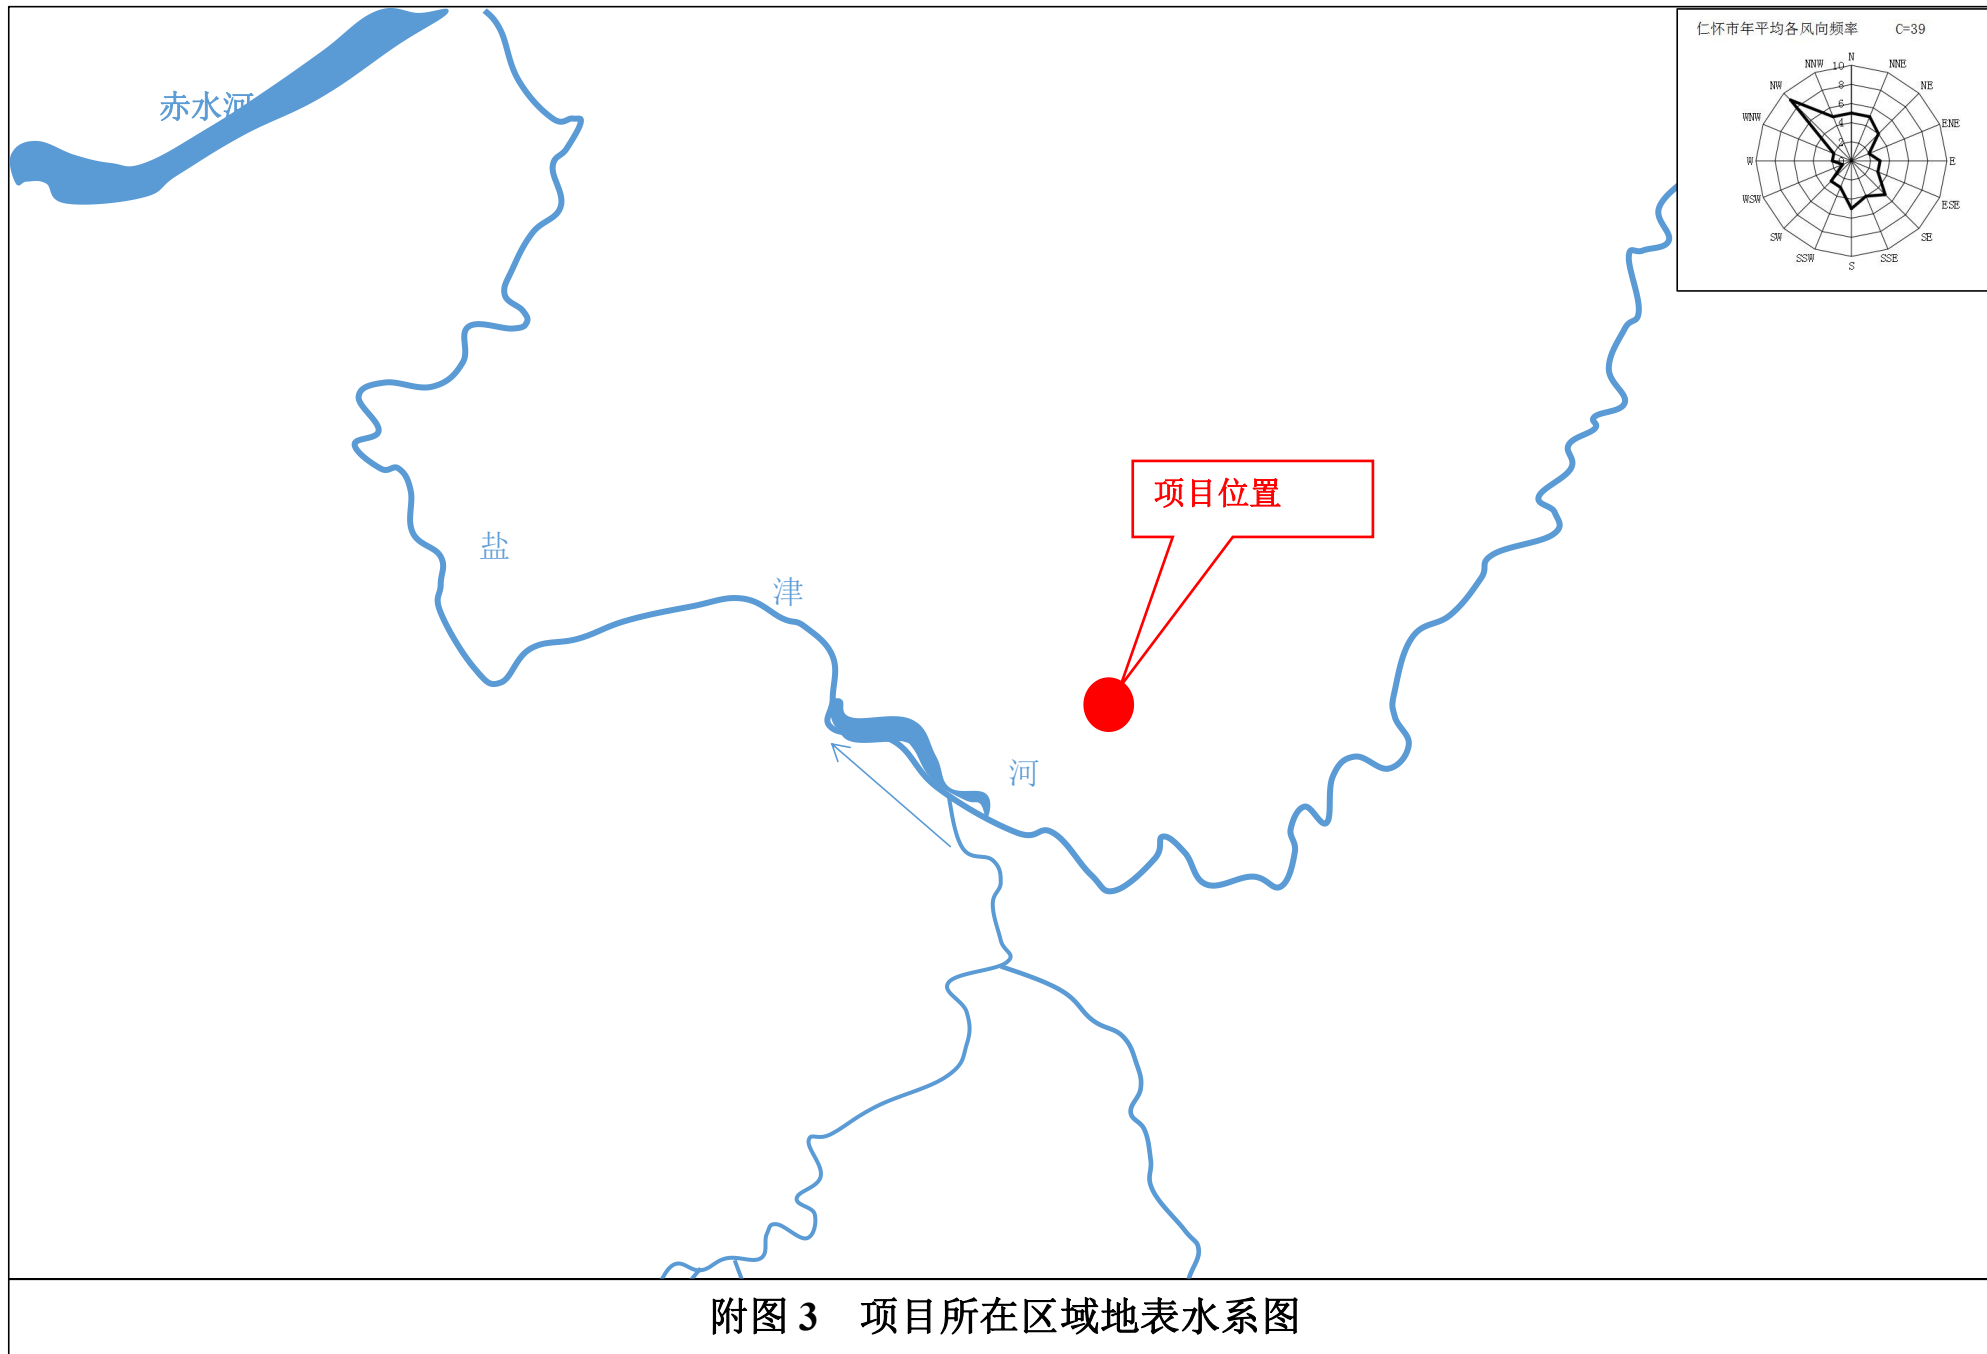 仁怀市年平均各风向频率 C=39
N
NNW 10 NNE
NW 8 NE
6
WNW 4 ENE
2
W 0 E
WSW ESE
SW SE
SSW SSE
S
赤水河
项目位置
盐
津
河
附图 3 项目所在区域地表水系图